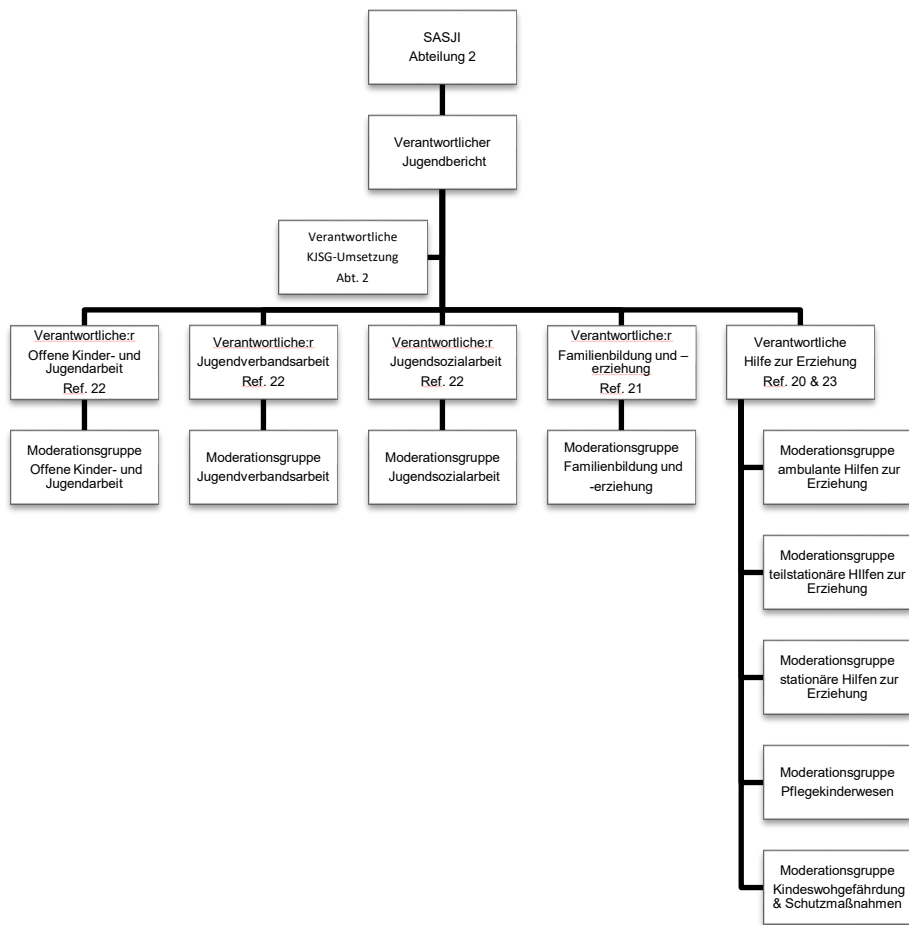 SASJI
Abteilung 2
Verantwortlicher
Jugendbericht
Verantwortliche
KJSG-Umsetzung
Abt. 2
Verantwortliche:r
Offene Kinder- und
Jugendarbeit
Ref. 22
Verantwortliche:r
Jugendverbandsarbeit
Ref. 22
Verantwortliche:r
Jugendsozialarbeit
Ref. 22
Verantwortliche:r
Familienbildung und –
erziehung
Ref. 21
Verantwortliche
Hilfe zur Erziehung
Ref. 20 & 23
Moderationsgruppe
Offene Kinder- und
Jugendarbeit
Moderationsgruppe
Jugendverbandsarbeit
Moderationsgruppe
Jugendsozialarbeit
Moderationsgruppe
Familienbildung und
-erziehung
Moderationsgruppe
ambulante Hilfen zur
Erziehung
Moderationsgruppe
teilstationäre HIlfen zur
Erziehung
Moderationsgruppe
stationäre Hilfen zur
Erziehung
Moderationsgruppe
Pflegekinderwesen
Moderationsgruppe
Kindeswohgefährdung
& Schutzmaßnahmen